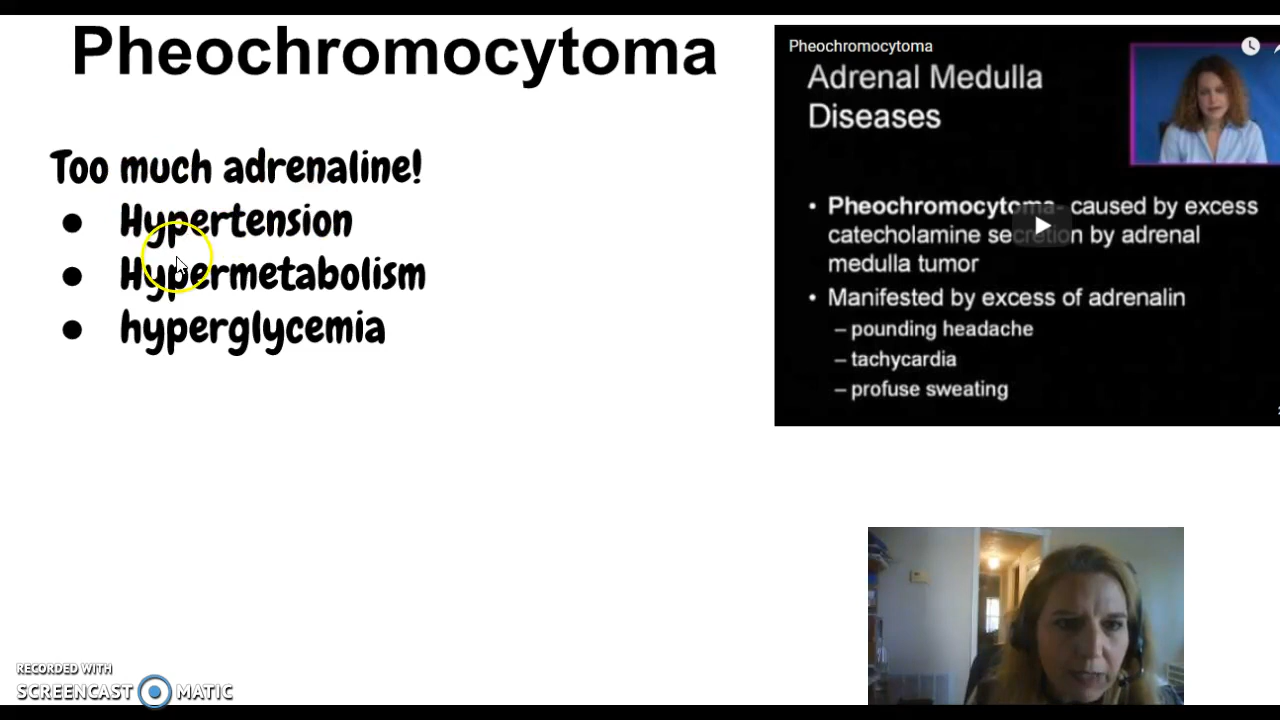 Pheochromocytoma
Too much adrenaline!
● Hypertension
● Hypermetabolism
● hyperglycemia
Pheochromocytoma
Adrenal Medulla
Diseases
• Pheochromocytoma- caused by excess
catecholamine secretion by adrenal
medulla tumor
• Manifested by excess of adrenalin
– pounding headache
– tachycardia
– profuse sweating
RECORDED WITH
SCREENCAST MATIC